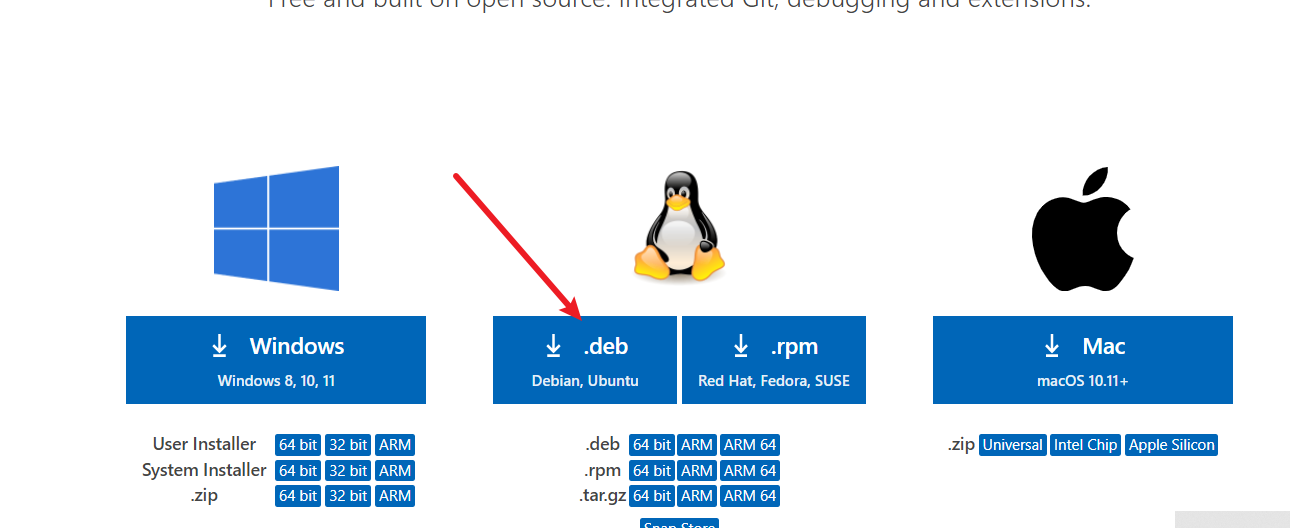 Free and built on open source. Integrated Git, debugging and extensions.
Windows
Windows 8, 10, 11
.deb
Debian, Ubuntu
.rpm
Red Hat, Fedora, SUSE
Mac
macOS 10.11+
User Installer 64 bit 32 bit ARM
System Installer 64 bit 32 bit ARM
.zip 64 bit 32 bit ARM
.deb 64 bit ARM ARM 64
.rpm 64 bit ARM ARM 64
.tar.gz 64 bit ARM ARM 64
Snap Store
.zip Universal Intel Chip Apple Silicon